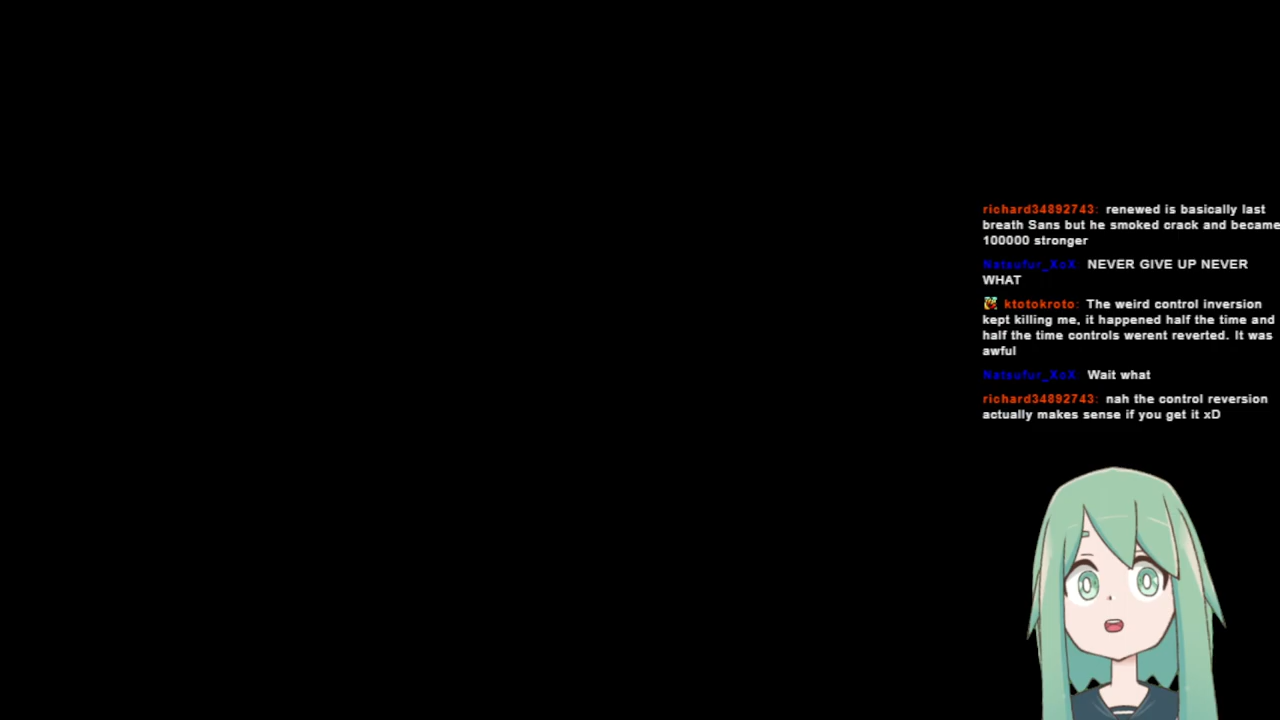 richard34892743: renewed is basically last
breath Sans but he smoked crack and became
100000 stronger
Natsufur_XoX: NEVER GIVE UP NEVER
WHAT
ktotokroto: The weird control inversion
kept killing me, it happened half the time and
half the time controls werent reverted. It was
awful
Natsufur_XoX: Wait what
richard34892743: nah the control reversion
actually makes sense if you get it xD